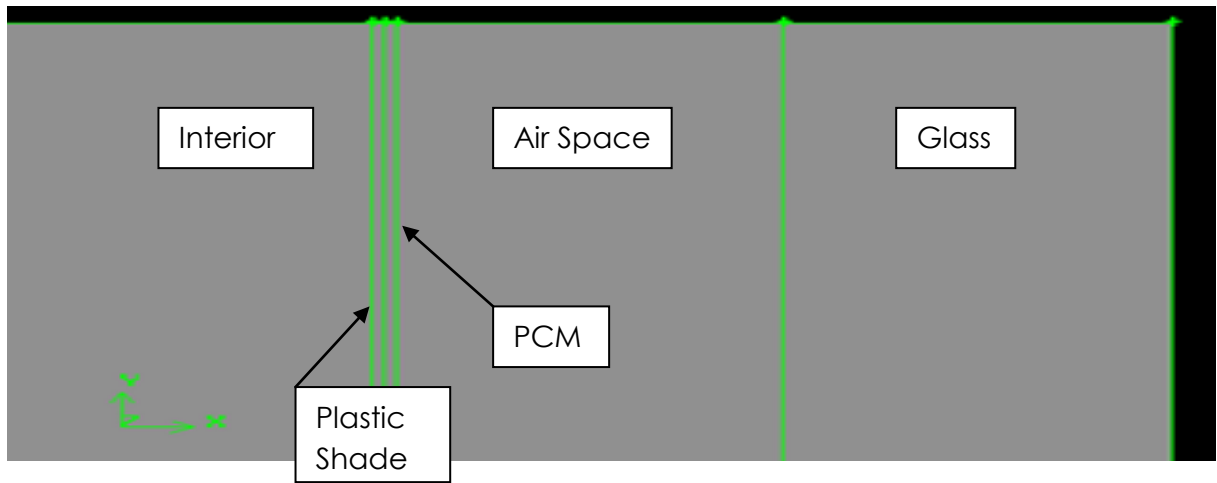 Interior
Air Space
Glass
PCM
Plastic
Shade
Y
Z
X